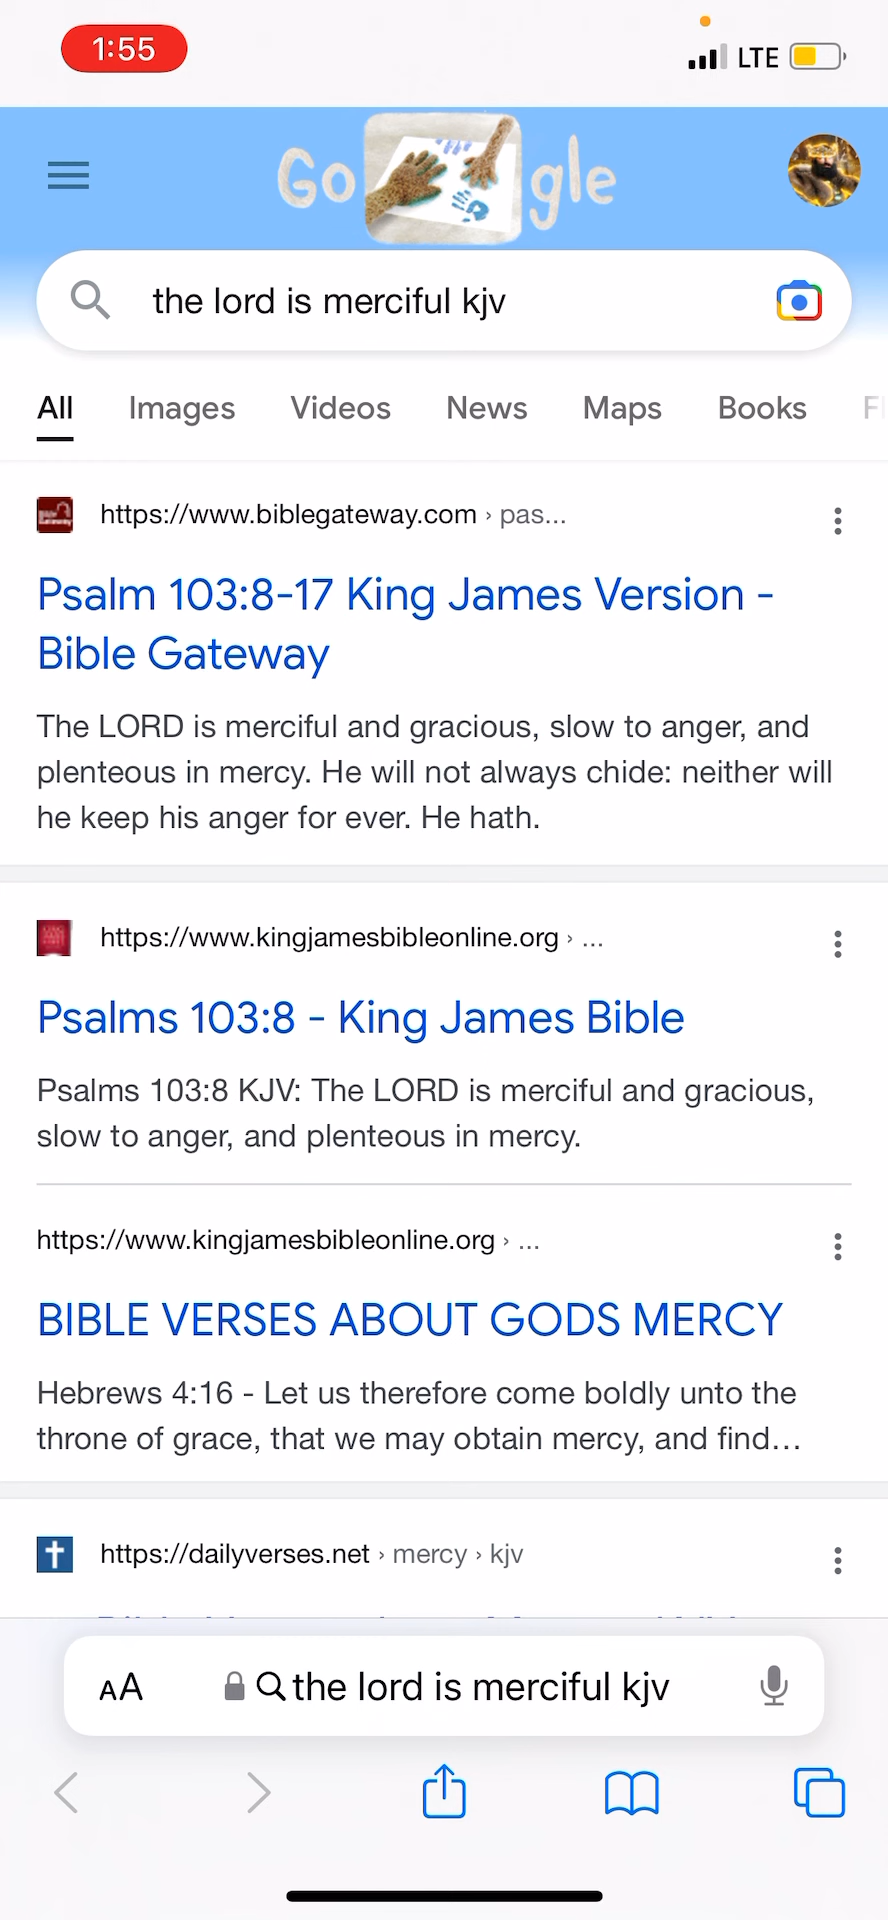 1:55
LTE
Google
the lord is merciful kjv
All Images Videos News Maps Books
https://www.biblegateway.com › pas...
Psalm 103:8-17 King James Version -
Bible Gateway
The LORD is merciful and gracious, slow to anger, and
plenteous in mercy. He will not always chide: neither will
he keep his anger for ever. He hath.
https://www.kingjamesbibleonline.org › ...
Psalms 103:8 - King James Bible
Psalms 103:8 KJV: The LORD is merciful and gracious,
slow to anger, and plenteous in mercy.
https://www.kingjamesbibleonline.org › ...
BIBLE VERSES ABOUT GODS MERCY
Hebrews 4:16 - Let us therefore come boldly unto the
throne of grace, that we may obtain mercy, and find...
https://dailyverses.net › mercy › kjv
AA the lord is merciful kjv